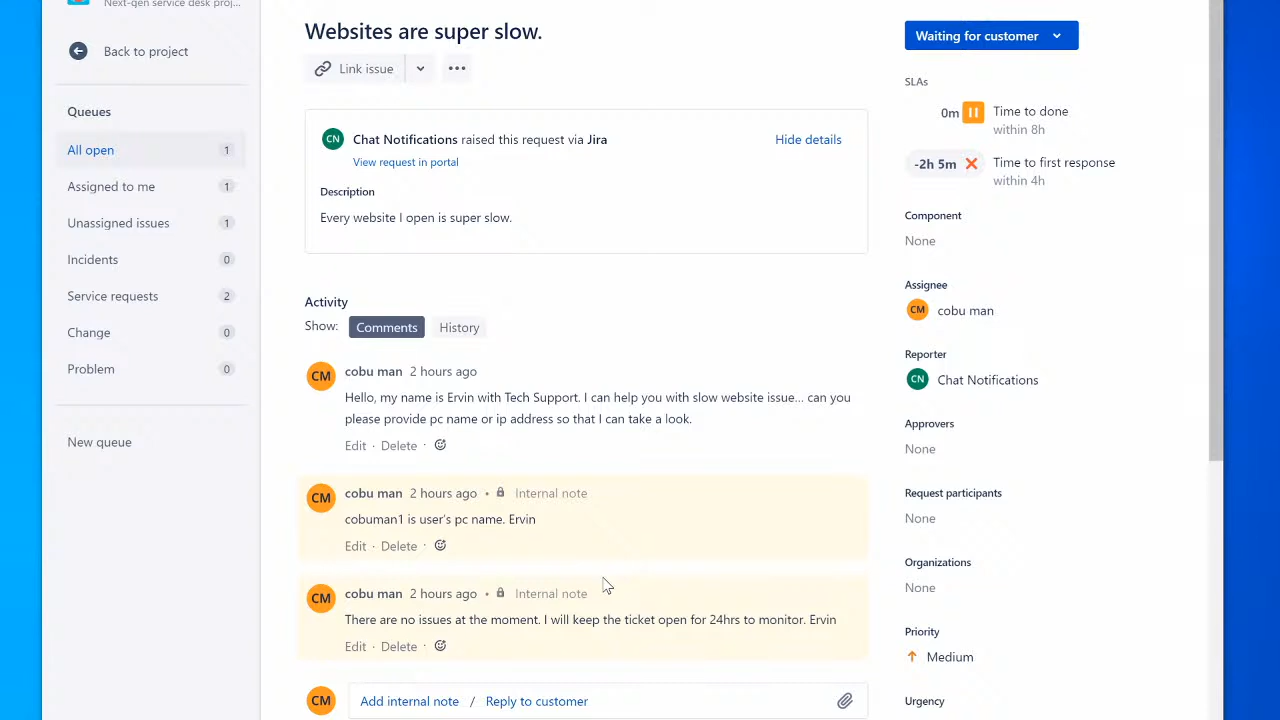 Next-gen service desk proj...
Back to project
Queues
All open 1
Assigned to me 1
Unassigned issues 1
Incidents 0
Service requests 2
Change 0
Problem 0
New queue
Websites are super slow.
Link issue
CN Chat Notifications raised this request via Jira Hide details
View request in portal
Description
Every website I open is super slow.
Activity
Show: Comments History
CM cobu man 2 hours ago
Hello, my name is Ervin with Tech Support. I can help you with slow website issue... can you
please provide pc name or ip address so that I can take a look.
Edit · Delete ·
CM cobu man 2 hours ago • Internal note
cobuman1 is user's pc name. Ervin
Edit · Delete ·
CM cobu man 2 hours ago • Internal note
There are no issues at the moment. I will keep the ticket open for 24hrs to monitor. Ervin
Edit · Delete ·
CM Add internal note / Reply to customer
Waiting for customer
SLAs
0m Time to done
within 8h
-2h 5m Time to first response
within 4h
Component
None
Assignee
CM cobu man
Reporter
CN Chat Notifications
Approvers
None
Request participants
None
Organizations
None
Priority
Medium
Urgency